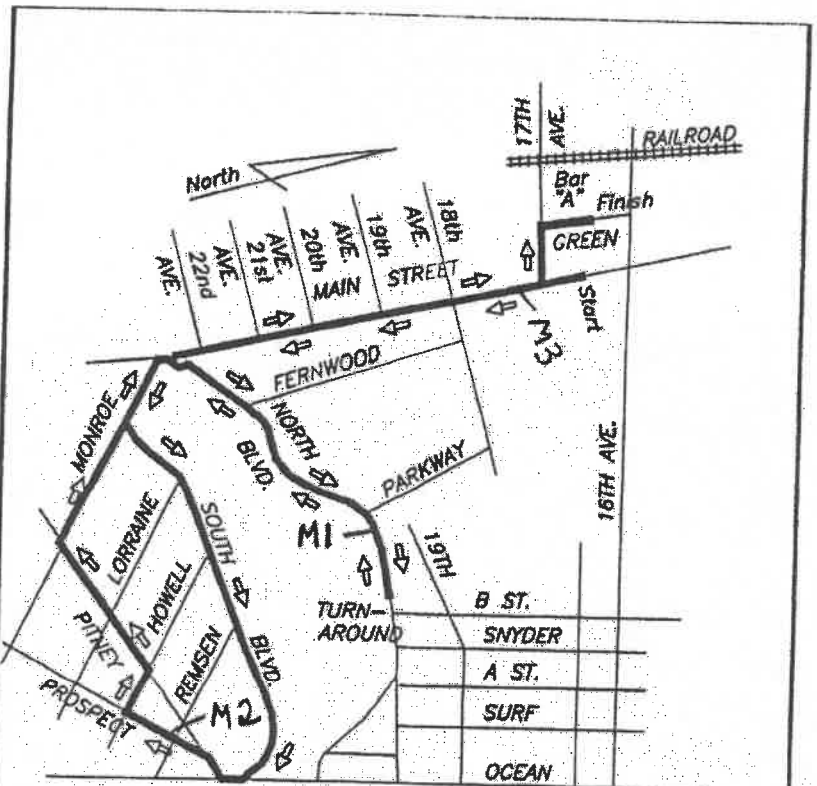 17TH
AVE.
RAILROAD
North
Bar
"A"
Finish
GREEN
18th
AVE.
19th
AVE.
20th
AVE.
21st
AVE.
22nd
AVE.
MAIN STREET
Start
M3
FERNWOOD
MONROE
NORTH
BLVD.
PARKWAY
16TH AVE.
LORRAINE
SOUTH
BLVD.
M1
19TH
HOWELL
TURN-
AROUND
B ST.
SNYDER
PITNEY
REMSEN
A ST.
PROSPECT
M2
SURF
OCEAN